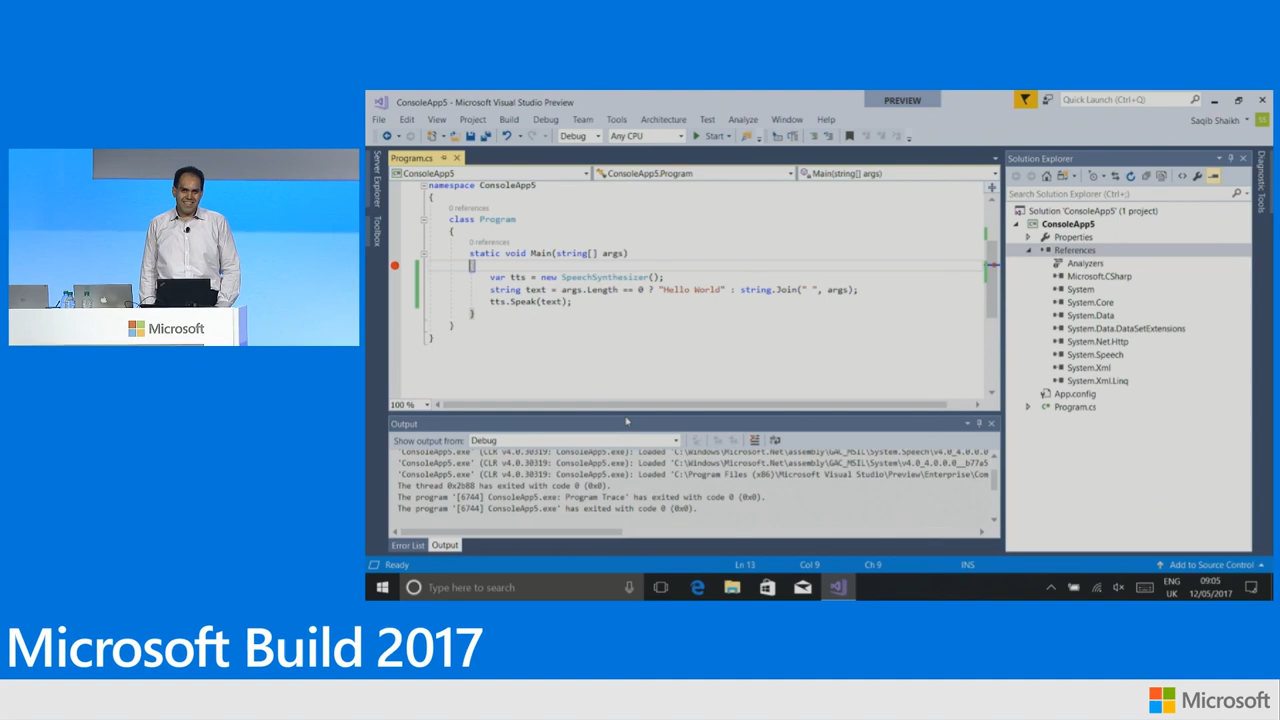 Microsoft
ConsoleApp5 - Microsoft Visual Studio Preview
PREVIEW
Quick Launch (Ctrl+Q)
File Edit View Project Build Debug Team Tools Architecture Test Analyze Window Help
Saqib Shaikh
SS
Debug Any CPU Start
Server Explorer
Toolbox
Program.cs
ConsoleApp5 ConsoleApp5.Program Main(string[] args)
namespace ConsoleApp5
{
0 references
class Program
{
0 references
static void Main(string[] args)
{
var tts = new SpeechSynthesizer();
string text = args.Length == 0 ? "Hello World" : string.Join(" ", args);
tts.Speak(text);
}
}
}
100 %
Output
Show output from: Debug
'ConsoleApp5.exe' (CLR v4.0.30319: ConsoleApp5.exe): Loaded 'C:\Windows\Microsoft.Net\assembly\GAC_MSIL\System.Speech\v4.0_4.0.0.0
'ConsoleApp5.exe' (CLR v4.0.30319: ConsoleApp5.exe): Loaded 'C:\Windows\Microsoft.Net\assembly\GAC_MSIL\System\v4.0_4.0.0.0__b77a5
'ConsoleApp5.exe' (CLR v4.0.30319: ConsoleApp5.exe): Loaded 'C:\Program Files (x86)\Microsoft Visual Studio\Preview\Enterprise\Com
The thread 0x2b88 has exited with code 0 (0x0).
The program '[6744] ConsoleApp5.exe: Program Trace' has exited with code 0 (0x0).
The program '[6744] ConsoleApp5.exe' has exited with code 0 (0x0).
Error List Output
Solution Explorer
Search Solution Explorer (Ctrl+;)
Solution 'ConsoleApp5' (1 project)
ConsoleApp5
Properties
References
Analyzers
Microsoft.CSharp
System
System.Core
System.Data
System.Data.DataSetExtensions
System.Net.Http
System.Speech
System.Xml
System.Xml.Linq
App.config
Program.cs
Diagnostic Tools
Ready Ln 13 Col 9 Ch 9 INS Add to Source Control
Type here to search
ENG
UK
09:05
12/05/2017
Microsoft Build 2017
Microsoft